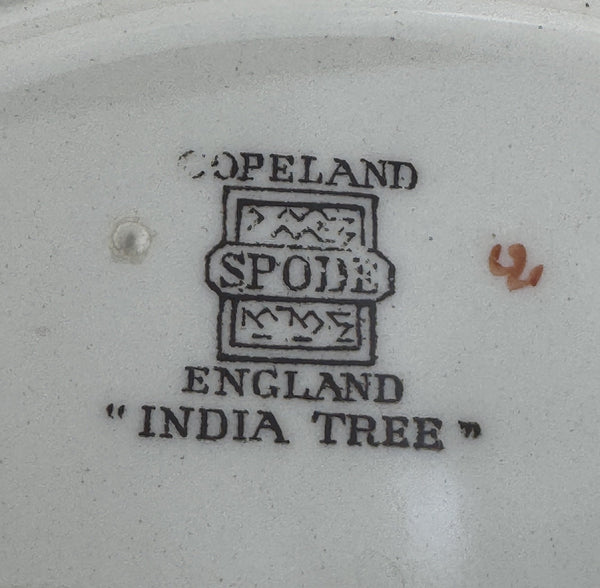 COPELAND
SPODE
ENGLAND
"INDIA TREE"